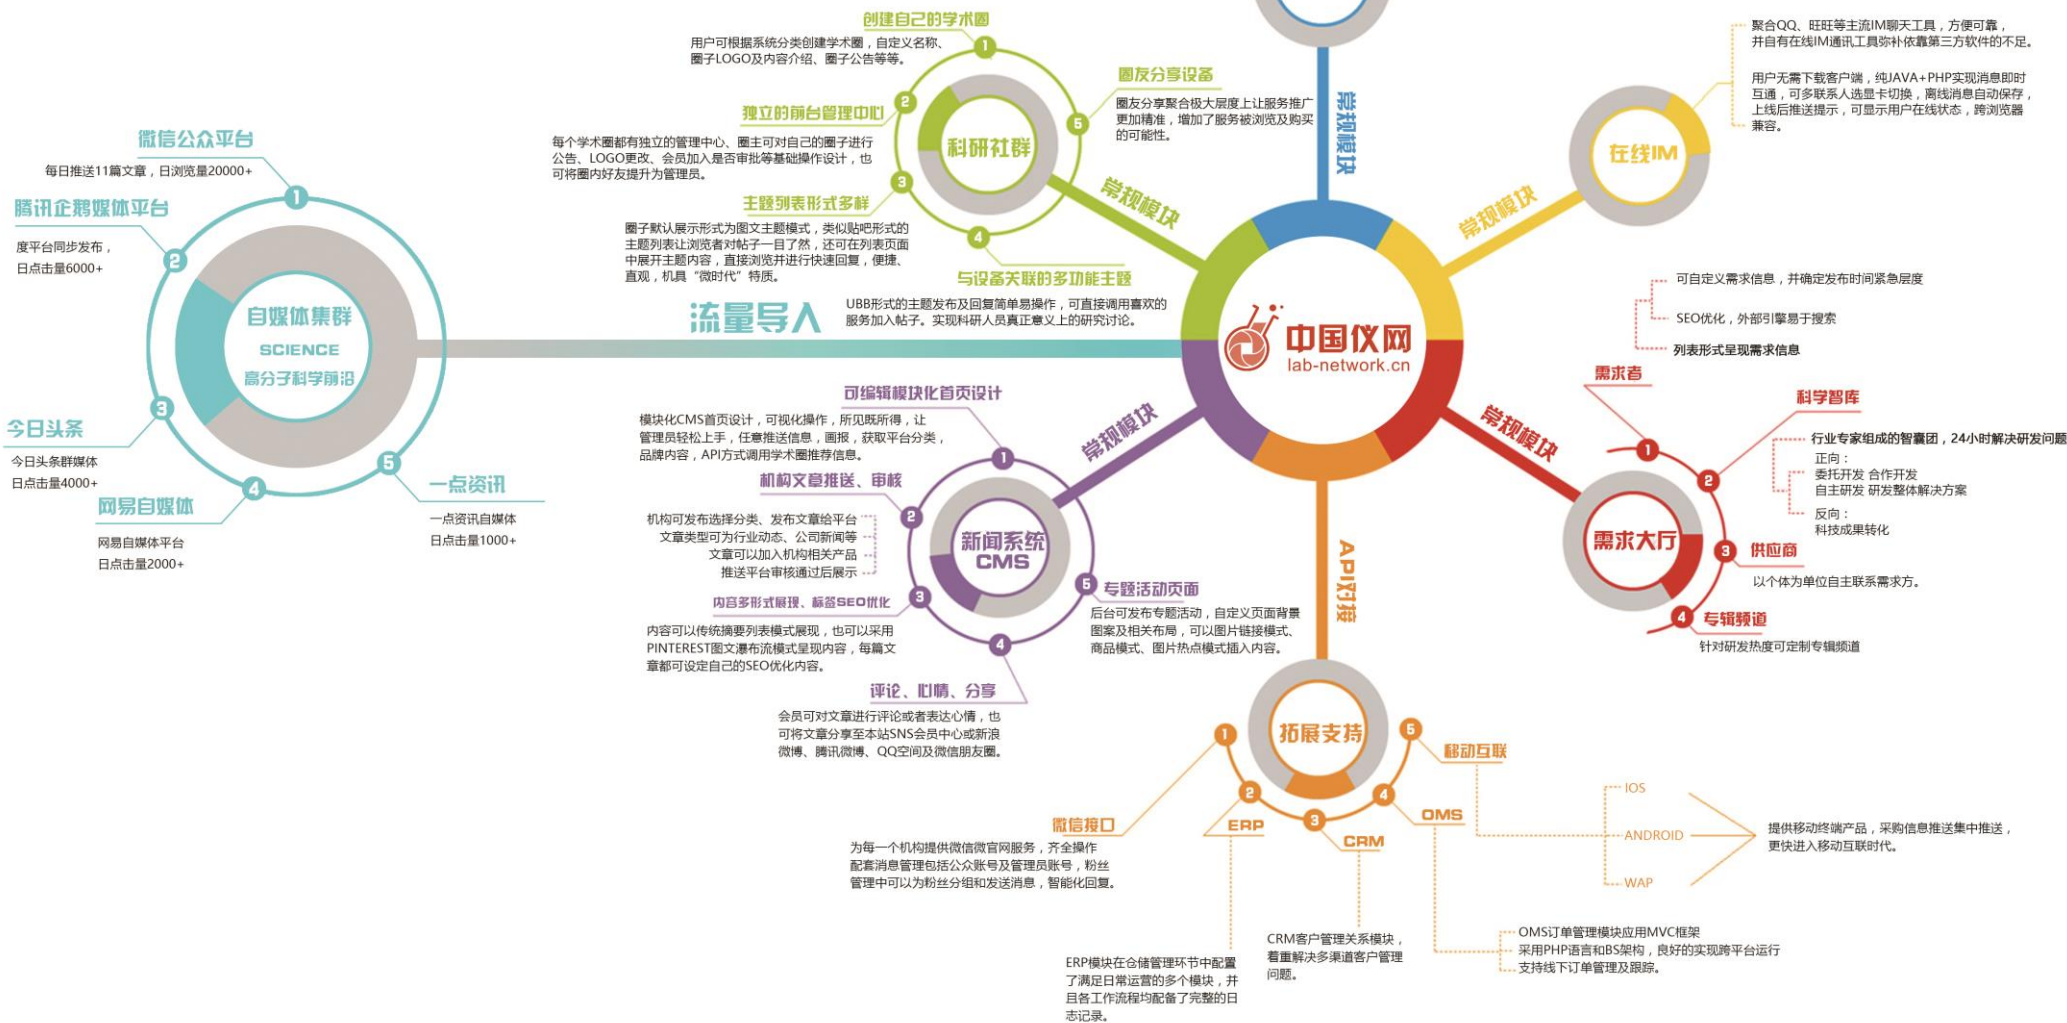 微信公众平台
每日推送11篇文章，日浏览量20000+
腾讯企鹅媒体平台
度平台同步发布，
日点击量6000+
1
2
3
4
5
自媒体集群
SCIENCE
高分子科学前沿
今日头条
今日头条群媒体
日点击量4000+
网易自媒体
网易自媒体平台
日点击量2000+
一点资讯
一点资讯自媒体
日点击量1000+
流量导入
创建自己的学术圈
用户可根据系统分类创建学术圈，自定义名称、
圈子LOGO及内容介绍、圈子公告等等。
独立的前台管理中心
每个学术圈都有独立的管理中心、圈主可对自己的圈子进行
公告、LOGO更改、会员加入是否审批等基础操作设计，也
可将圈内好友提升为管理员。
主题列表形式多样
圈子默认展示形式为图文主题模式，类似贴吧形式的
主题列表让浏览者对帖子一目了然，还可在列表页面
中展开主题内容，直接浏览并进行快速回复，便捷、
直观，机具“微时代”特质。
与设备关联的多功能主题
UBB形式的主题发布及回复简单易操作，可直接调用喜欢的
服务加入帖子。实现科研人员真正意义上的研究讨论。
圈友分享设备
圈友分享聚合极大层度上让服务推广
更加精准，增加了服务被浏览及购买
的可能性。
1
2
3
4
5
科研社群
常规模块
常规模块
常规模块
聚合QQ、旺旺等主流IM聊天工具，方便可靠，
并自有在线IM通讯工具弥补依靠第三方软件的不足。
用户无需下载客户端，纯JAVA+PHP实现消息即时
互通，可多联系人选显卡切换，离线消息自动保存，
上线后推送提示，可显示用户在线状态，跨浏览器
兼容。
在线IM
中国仪网
lab-network.cn
可自定义需求信息，并确定发布时间紧急层度
SEO优化，外部引擎易于搜索
列表形式呈现需求信息
需求者
科学智库
行业专家组成的智囊团，24小时解决研发问题
正向：
委托开发 合作开发
自主研发 研发整体解决方案
反向：
科技成果转化
供应商
以个体为单位自主联系需求方。
专辑频道
针对研发热度可定制专辑频道
1
2
3
4
需求大厅
常规模块
可编辑模块化首页设计
模块化CMS首页设计，可视化操作，所见既所得，让
管理员轻松上手，任意推送信息，画报，获取平台分类，
品牌内容，API方式调用学术圈推荐信息。
机构文章推送、审核
机构可发布选择分类、发布文章给平台
文章类型可为行业动态、公司新闻等
文章可以加入机构相关产品
推送平台审核通过后展示
内容多形式展现、标签SEO优化
内容可以传统摘要列表模式展现，也可以采用
PINTEREST图文瀑布流模式呈现内容，每篇文
章都可设定自己的SEO优化内容。
评论、心情、分享
会员可对文章进行评论或者表达心情，也
可将文章分享至本站SNS会员中心或新浪
微博、腾讯微博、QQ空间及微信朋友圈。
专题活动页面
后台可发布专题活动，自定义页面背景
图案及相关布局，可以图片链接模式、
商品模式、图片热点模式插入内容。
1
2
3
4
5
新闻系统
CMS
常规模块
API对接
拓展支持
1
2
3
4
5
微信接口
为每一个机构提供微信微官网服务，齐全操作
配套消息管理包括公众账号及管理员账号，粉丝
管理中可以为粉丝分组和发送消息，智能化回复。
ERP
ERP模块在仓储管理环节中配置
了满足日常运营的多个模块，并
且各工作流程均配备了完整的日
志记录。
CRM
CRM客户管理关系模块，
着重解决多渠道客户管理
问题。
OMS
OMS订单管理模块应用MVC框架
采用PHP语言和BS架构，良好的实现跨平台运行
支持线下订单管理及跟踪。
移动互联
IOS
ANDROID
WAP
提供移动终端产品，采购信息推送集中推送，
更快进入移动互联时代。